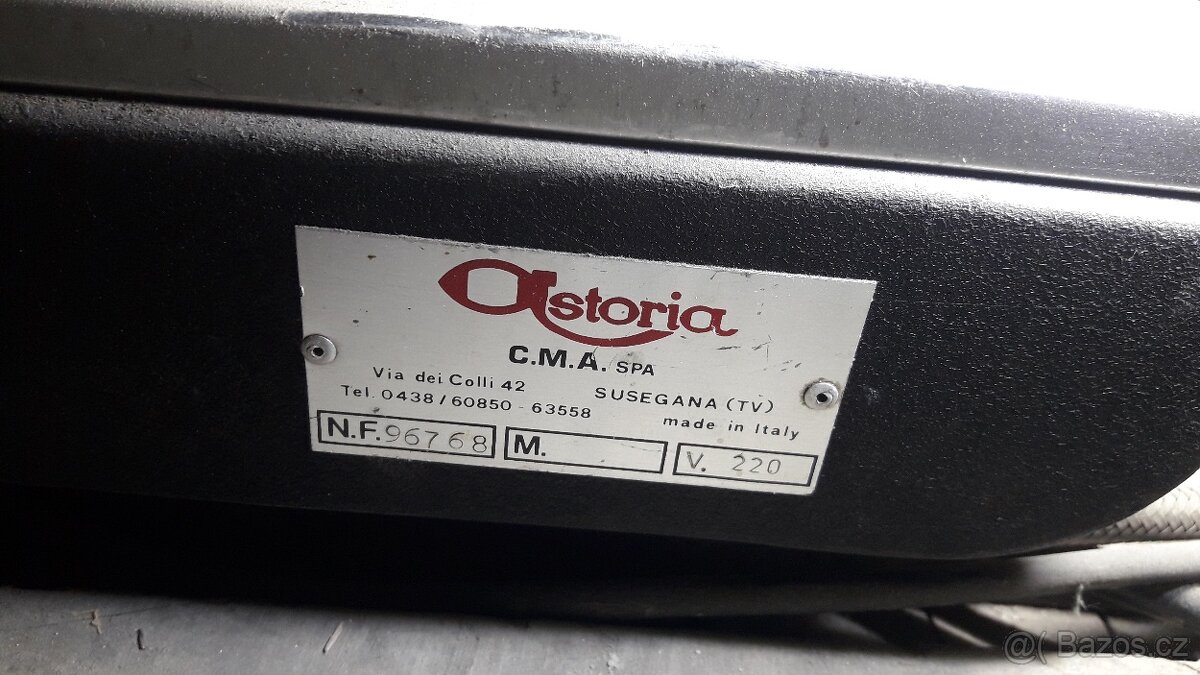 Astoria
C.M.A. SPA
Via dei Colli 42 SUSEGANA (TV)
Tel. 0438/60850 - 63558 made in Italy
N.F. 96768 M. V. 220
@( Bazos.cz